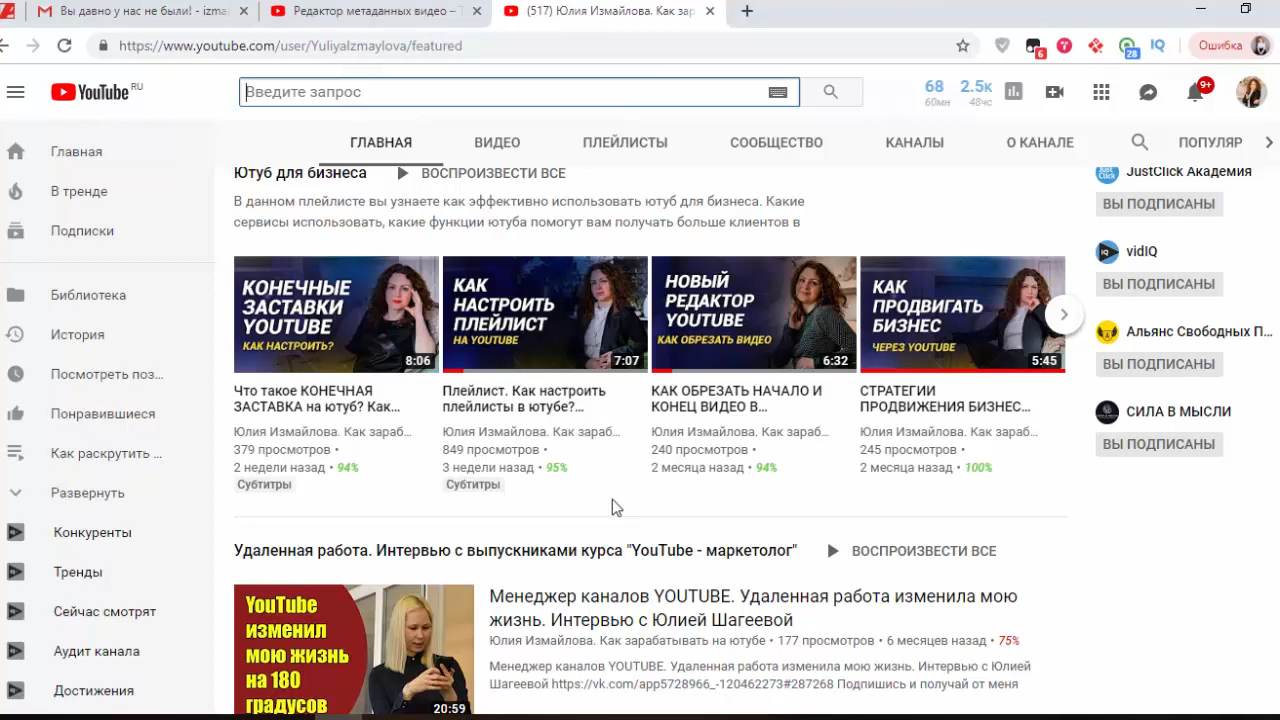 Вы давно у нас не были! - izma
Редактор метаданных видео – Y
(517) Юлия Измайлова. Как зар
https://www.youtube.com/user/YuliyaIzmaylova/featured
6
28
IQ
Ошибка
YouTube RU
Введите запрос
68
60мн
2.5к
48чс
9+
ГЛАВНАЯ
ВИДЕО
ПЛЕЙЛИСТЫ
СООБЩЕСТВО
КАНАЛЫ
О КАНАЛЕ
ПОПУЛЯР
Главная
В тренде
Подписки
Библиотека
История
Посмотреть поз...
Понравившиеся
Как раскрутить ...
Развернуть
Конкуренты
Тренды
Сейчас смотрят
Аудит канала
Достижения
Ютуб для бизнеса
ВОСПРОИЗВЕСТИ ВСЕ
В данном плейлисте вы узнаете как эффективно использовать ютуб для бизнеса. Какие
сервисы использовать, какие функции ютуба помогут вам получать больше клиентов в
КОНЕЧНЫЕ
ЗАСТАВКИ
YOUTUBE
КАК НАСТРОИТЬ?
8:06
Что такое КОНЕЧНАЯ
ЗАСТАВКА на ютуб? Как...
Юлия Измайлова. Как зараб...
379 просмотров •
2 недели назад • 94%
Субтитры
КАК
НАСТРОИТЬ
ПЛЕЙЛИСТ
НА YOUTUBE
7:07
Плейлист. Как настроить
плейлисты в ютубе?...
Юлия Измайлова. Как зараб...
849 просмотров •
3 недели назад • 95%
Субтитры
НОВЫЙ
РЕДАКТОР
YOUTUBE
КАК ОБРЕЗАТЬ ВИДЕО
6:32
КАК ОБРЕЗАТЬ НАЧАЛО И
КОНЕЦ ВИДЕО В...
Юлия Измайлова. Как зараб...
240 просмотров •
2 месяца назад • 94%
КАК
ПРОДВИГАТЬ
БИЗНЕС
ЧЕРЕЗ YOUTUBE
5:45
СТРАТЕГИИ
ПРОДВИЖЕНИЯ БИЗНЕС...
Юлия Измайлова. Как зараб...
245 просмотров •
2 месяца назад • 100%
Удаленная работа. Интервью с выпускниками курса "YouTube - маркетолог"
ВОСПРОИЗВЕСТИ ВСЕ
YouTube
изменил
мою жизнь
на 180
градусов
20:59
Менеджер каналов YOUTUBE. Удаленная работа изменила мою
жизнь. Интервью с Юлией Шагеевой
Юлия Измайлова. Как зарабатывать на ютубе • 177 просмотров • 6 месяцев назад • 75%
Менеджер каналов YOUTUBE. Удаленная работа изменила мою жизнь. Интервью с Юлией
Шагеевой https://vk.com/app5728966_-120462273#287268 Подпишись и получай от меня
JustClick Академия
ВЫ ПОДПИСАНЫ
vidIQ
ВЫ ПОДПИСАНЫ
Альянс Свободных П...
ВЫ ПОДПИСАНЫ
СИЛА В МЫСЛИ
ВЫ ПОДПИСАНЫ